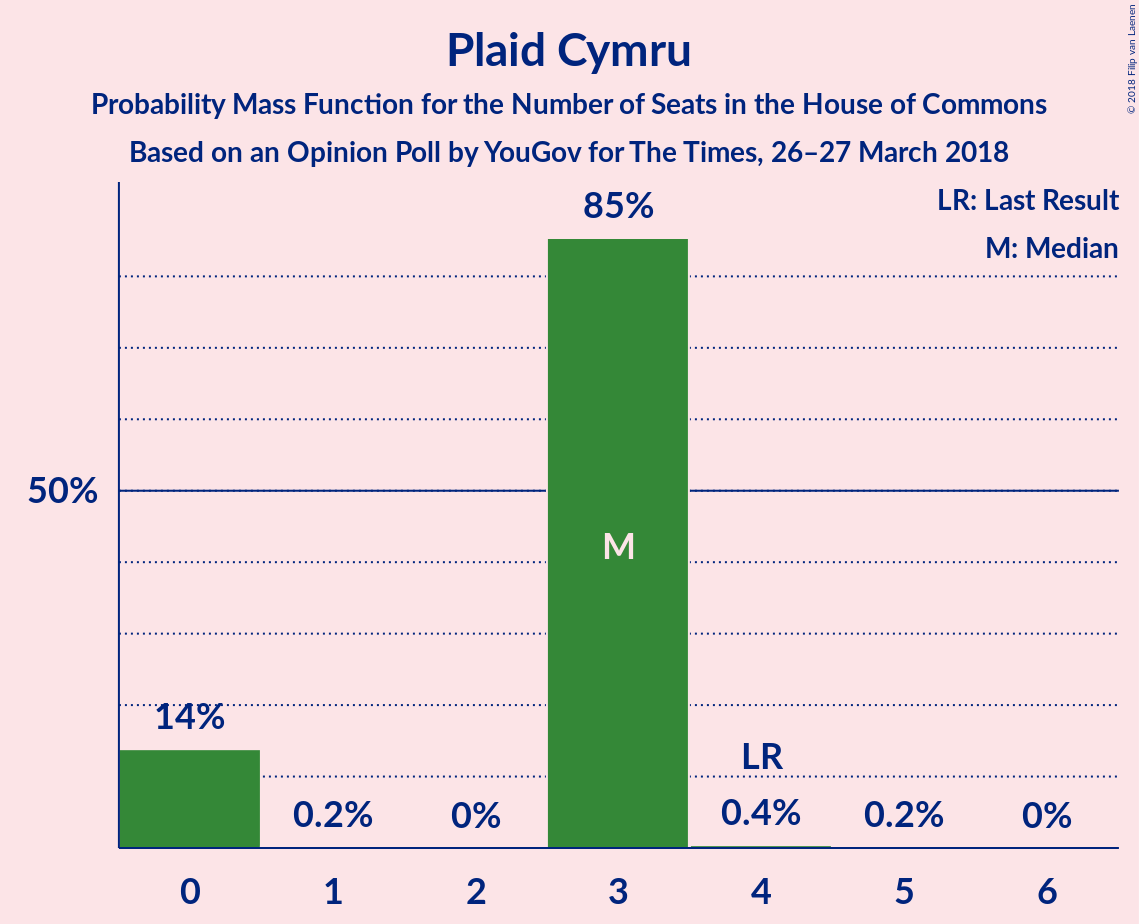 Plaid Cymru
Probability Mass Function for the Number of Seats in the House of Commons
Based on an Opinion Poll by YouGov for The Times, 26–27 March 2018
© 2018 Filip van Laenen
LR: Last Result
M: Median
85%
50%
M
14%
LR
0.2%
0%
0.4%
0.2%
0%
0
1
2
3
4
5
6